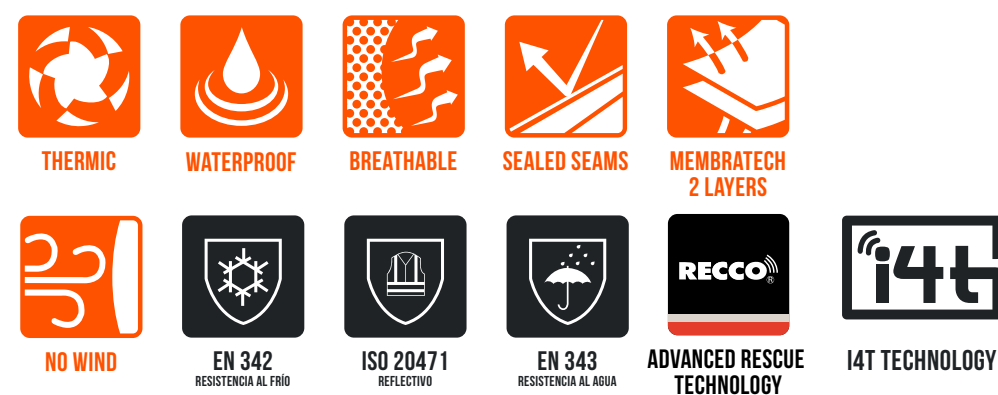 THERMIC
WATERPROOF
BREATHABLE
SEALED SEAMS
MEMBRATECH
2 LAYERS
RECCO®
i4t
NO WIND
EN 342
RESISTENCIA AL FRÍO
ISO 20471
REFLECTIVO
EN 343
RESISTENCIA AL AGUA
ADVANCED RESCUE
TECHNOLOGY
I4T TECHNOLOGY